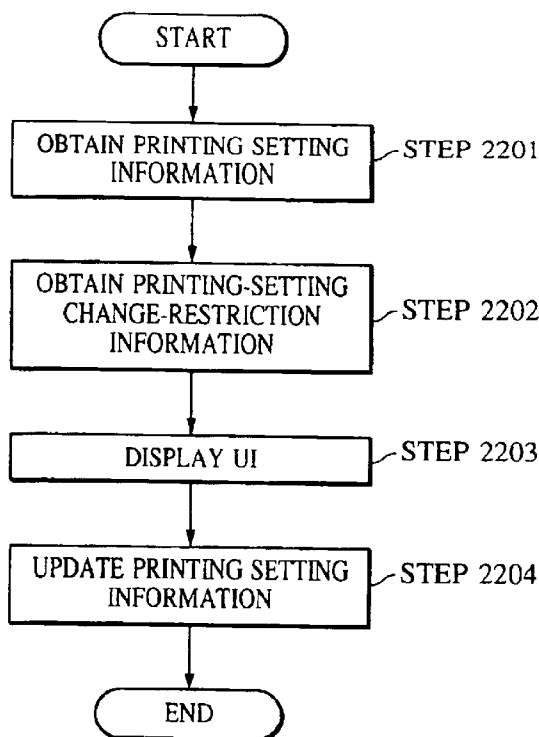 START
OBTAIN PRINTING SETTING
INFORMATION
STEP 2201
OBTAIN PRINTING-SETTING
CHANGE-RESTRICTION
INFORMATION
STEP 2202
DISPLAY UI
STEP 2203
UPDATE PRINTING SETTING
INFORMATION
STEP 2204
END